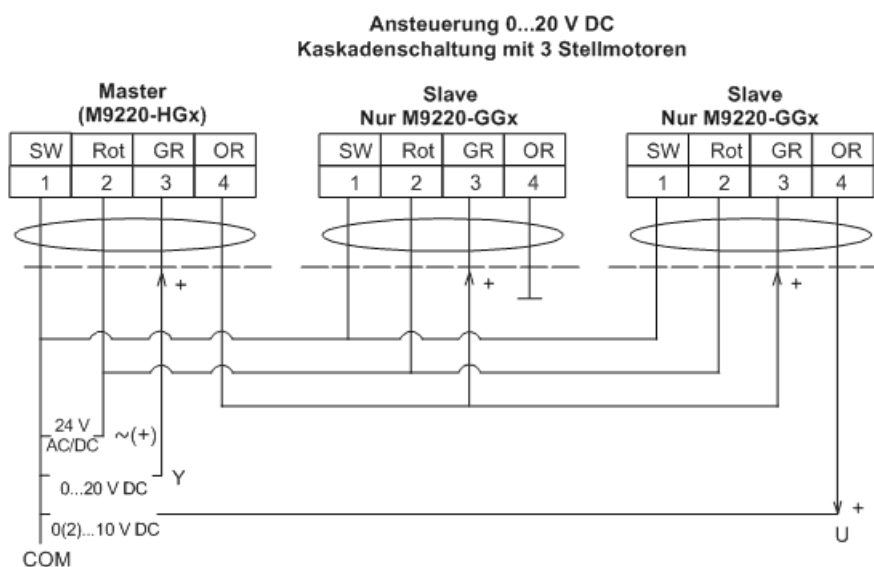 Ansteuerung 0...20 V DC
Kaskadenschaltung mit 3 Stellmotoren
Master
(M9220-HGx)
Slave
Nur M9220-GGx
Slave
Nur M9220-GGx
SW Rot GR OR
1 2 3 4
SW Rot GR OR
1 2 3 4
SW Rot GR OR
1 2 3 4
+
+
+
24 V
AC/DC
~(+)
0...20 V DC
Y
0(2)...10 V DC
+
U
COM